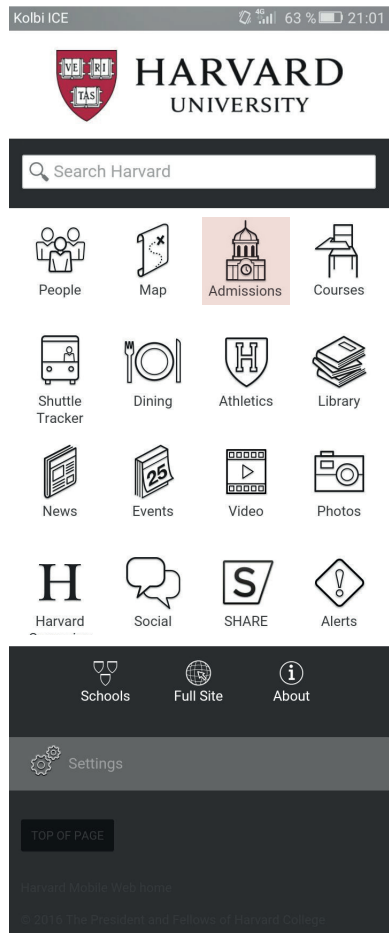 Kolbi ICE 4G 63 % 21:01
VE RI
TAS
HARVARD
UNIVERSITY
Search Harvard
People Map Admissions Courses
Shuttle Tracker Dining Athletics Library
25
News Events Video Photos
H
Harvard Social SHARE Alerts
Schools Full Site About
Settings
TOP OF PAGE
Harvard Mobile Web home
© 2016 The President and Fellows of Harvard College